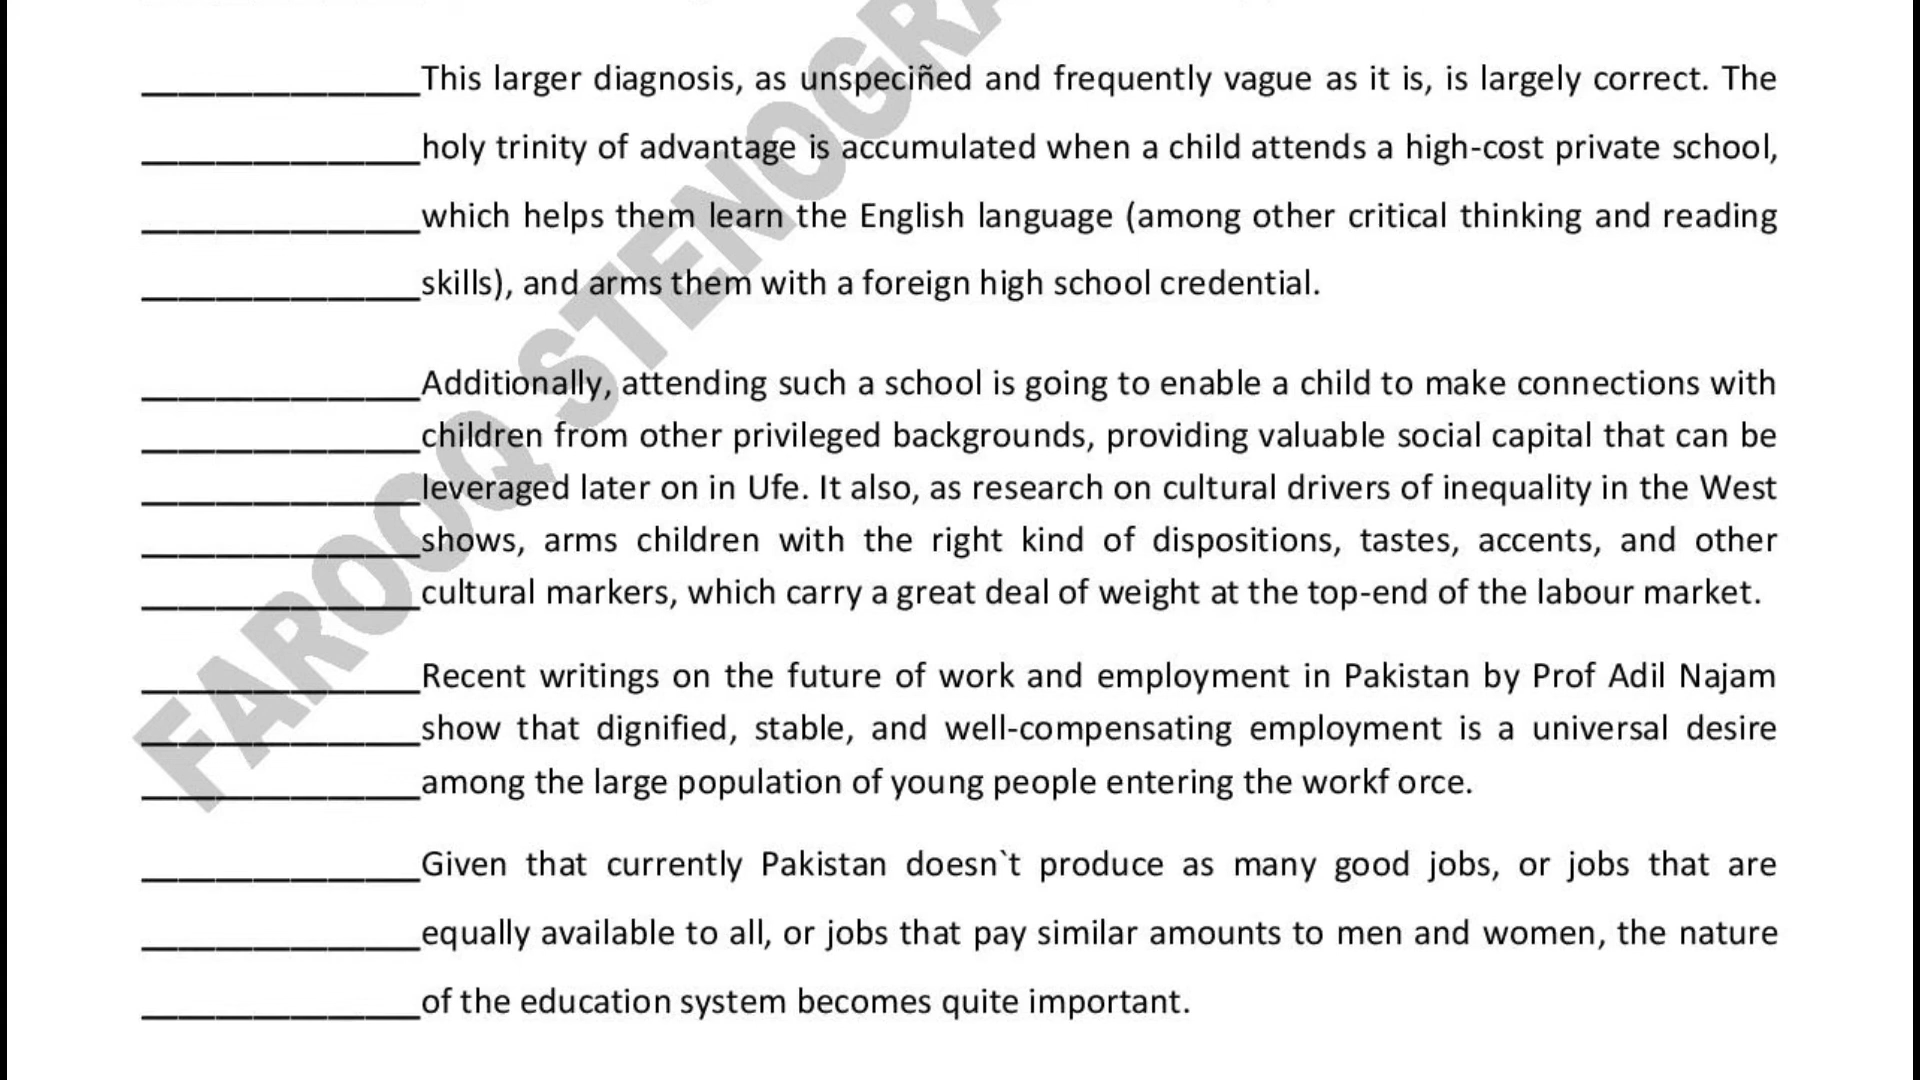 This larger diagnosis, as unspeciñed and frequently vague as it is, is largely correct. The
holy trinity of advantage is accumulated when a child attends a high-cost private school,
which helps them learn the English language (among other critical thinking and reading
skills), and arms them with a foreign high school credential.
Additionally, attending such a school is going to enable a child to make connections with
children from other privileged backgrounds, providing valuable social capital that can be
leveraged later on in Ufe. It also, as research on cultural drivers of inequality in the West
shows, arms children with the right kind of dispositions, tastes, accents, and other
cultural markers, which carry a great deal of weight at the top-end of the labour market.
Recent writings on the future of work and employment in Pakistan by Prof Adil Najam
show that dignified, stable, and well-compensating employment is a universal desire
among the large population of young people entering the workf orce.
Given that currently Pakistan doesn`t produce as many good jobs, or jobs that are
equally available to all, or jobs that pay similar amounts to men and women, the nature
of the education system becomes quite important.
FAROOQ STENOGRA